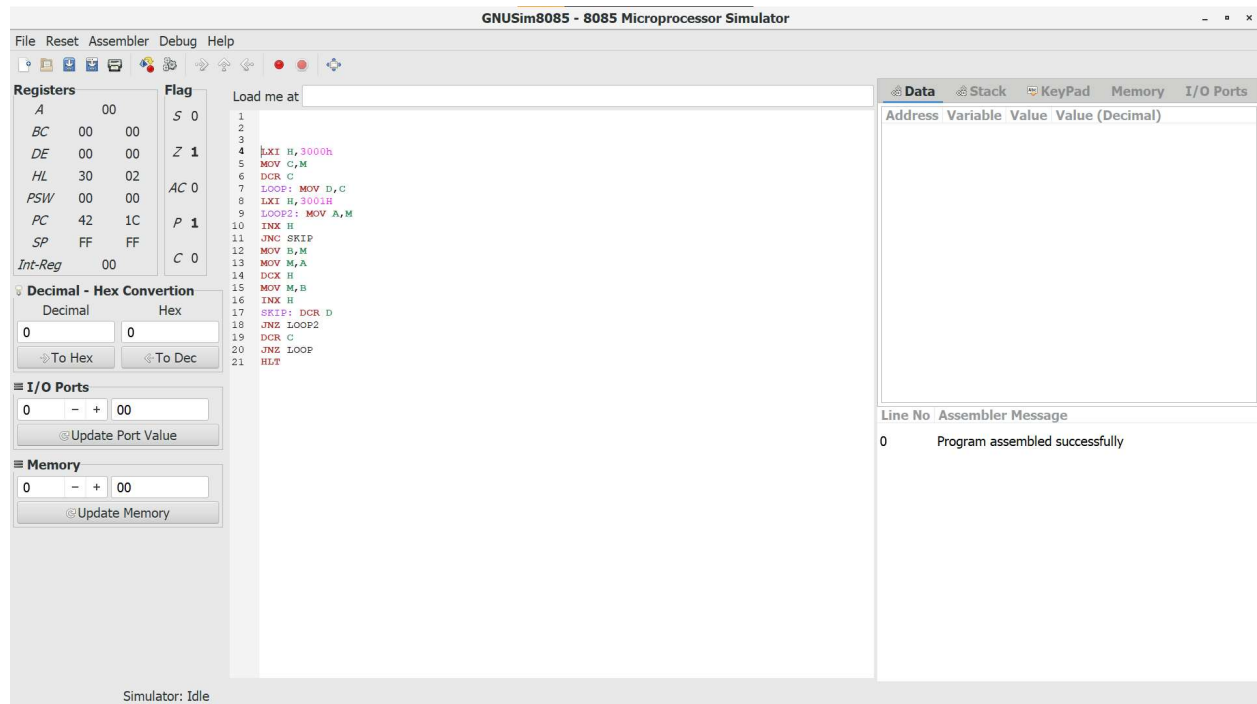 GNUSim8085 - 8085 Microprocessor Simulator
File Reset Assembler Debug Help
Registers
A 00
BC 00 00
DE 00 00
HL 30 02
PSW 00 00
PC 42 1C
SP FF FF
Int-Reg 00
Flag
S 0
Z 1
AC 0
P 1
C 0
Decimal - Hex Convertion
Decimal Hex
0 0
To Hex To Dec
I/O Ports
0 - + 00
Update Port Value
Memory
0 - + 00
Update Memory
Load me at
1
2
3
4 LXI H,3000h
5 MOV C,M
6 DCR C
7 LOOP: MOV D,C
8 LXI H,3001H
9 LOOP2: MOV A,M
10 INX H
11 JNC SKIP
12 MOV B,M
13 MOV M,A
14 DCX H
15 MOV M,B
16 INX H
17 SKIP: DCR D
18 JNZ LOOP2
19 DCR C
20 JNZ LOOP
21 HLT
Data Stack KeyPad Memory I/O Ports
Address Variable Value Value (Decimal)
Line No Assembler Message
0 Program assembled successfully
Simulator: Idle